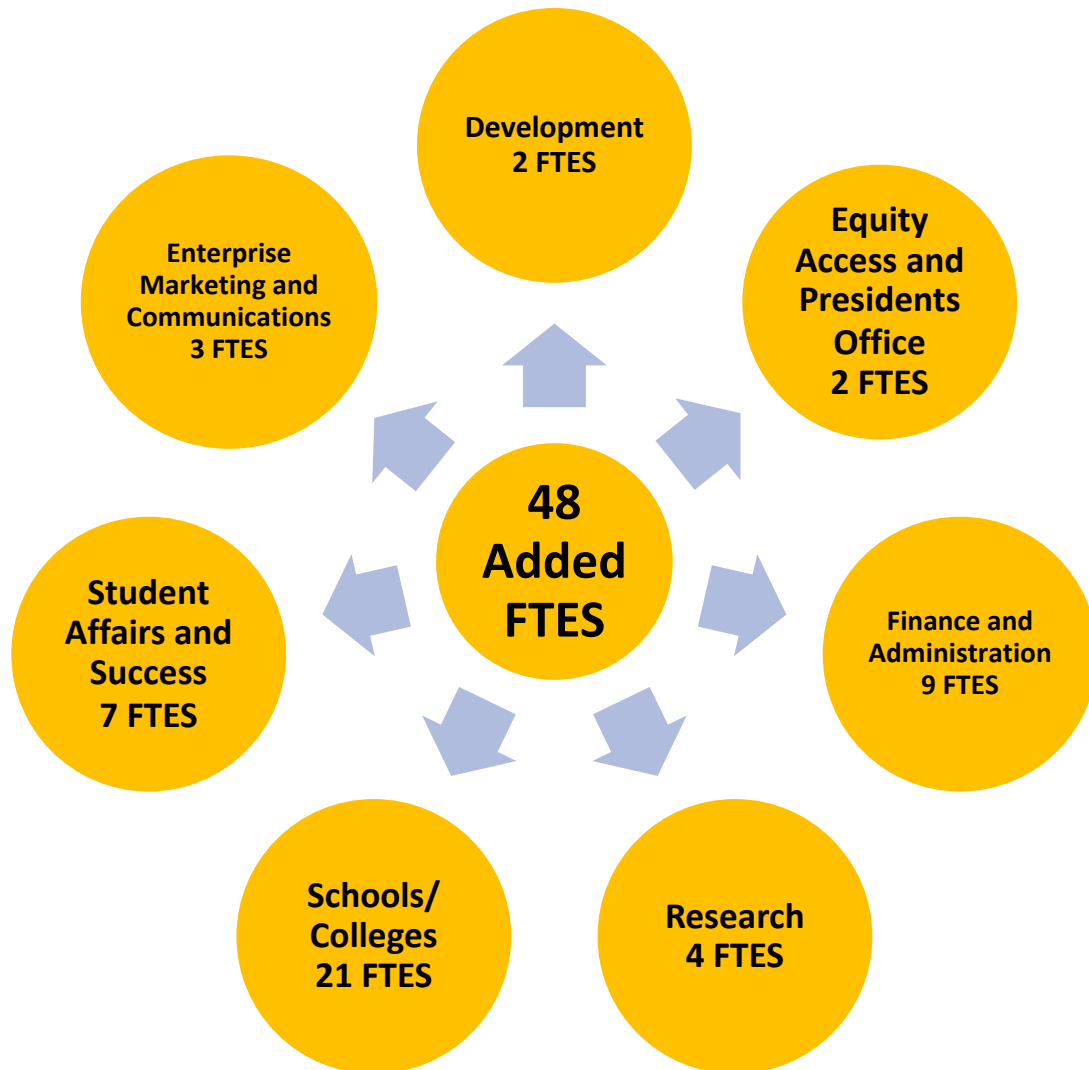 Development
2 FTES
Equity
Access and
Presidents
Office
2 FTES
Enterprise
Marketing and
Communications
3 FTES
48
Added
FTES
Finance and
Administration
9 FTES
Student
Affairs and
Success
7 FTES
Schools/
Colleges
21 FTES
Research
4 FTES